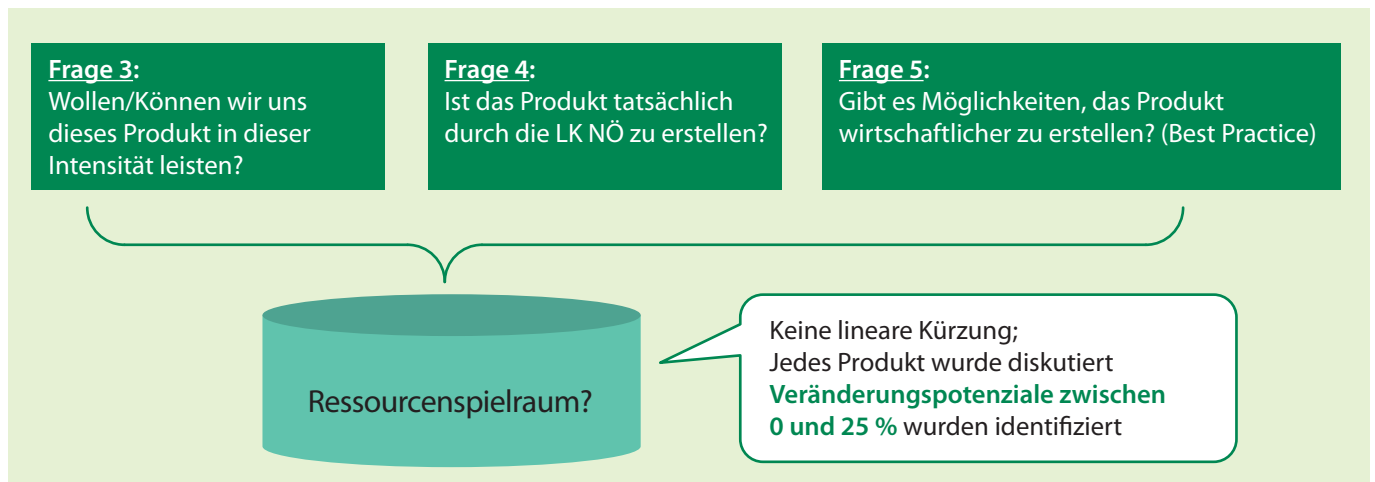 Frage 3:
Wollen/Können wir uns
dieses Produkt in dieser
Intensität leisten?
Frage 4:
Ist das Produkt tatsächlich
durch die LK NÖ zu erstellen?
Frage 5:
Gibt es Möglichkeiten, das Produkt
wirtschaftlicher zu erstellen? (Best Practice)
Ressourcenspielraum?
Keine lineare Kürzung;
Jedes Produkt wurde diskutiert
Veränderungspotenziale zwischen
0 und 25 % wurden identifiziert